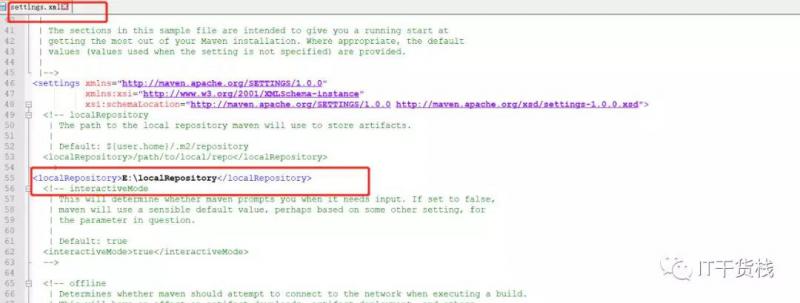 settings.xml
41 | The sections in this sample file are intended to give you a running start at
42 | getting the most out of your Maven installation. Where appropriate, the default
43 | values (values used when the setting is not specified) are provided.
44 |
45 |-->
46 <settings xmlns="http://maven.apache.org/SETTINGS/1.0.0"
47 xmlns:xsi="http://www.w3.org/2001/XMLSchema-instance"
48 xsi:schemaLocation="http://maven.apache.org/SETTINGS/1.0.0 http://maven.apache.org/xsd/settings-1.0.0.xsd">
49 <!-- localRepository
50 | The path to the local repository maven will use to store artifacts.
51 |
52 | Default: ${user.home}/.m2/repository
53 <localRepository>/path/to/local/repo</localRepository>
54 -->
55 <localRepository>E:\localRepository</localRepository>
56 <!-- interactiveMode
57 | This will determine whether maven prompts you when it needs input. If set to false,
58 | maven will use a sensible default value, perhaps based on some other setting, for
59 | the parameter in question.
60 |
61 | Default: true
62 <interactiveMode>true</interactiveMode>
63 -->
64
65 <!-- offline
66 | Determines whether maven should attempt to connect to the network when executing a build.
IT干货栈